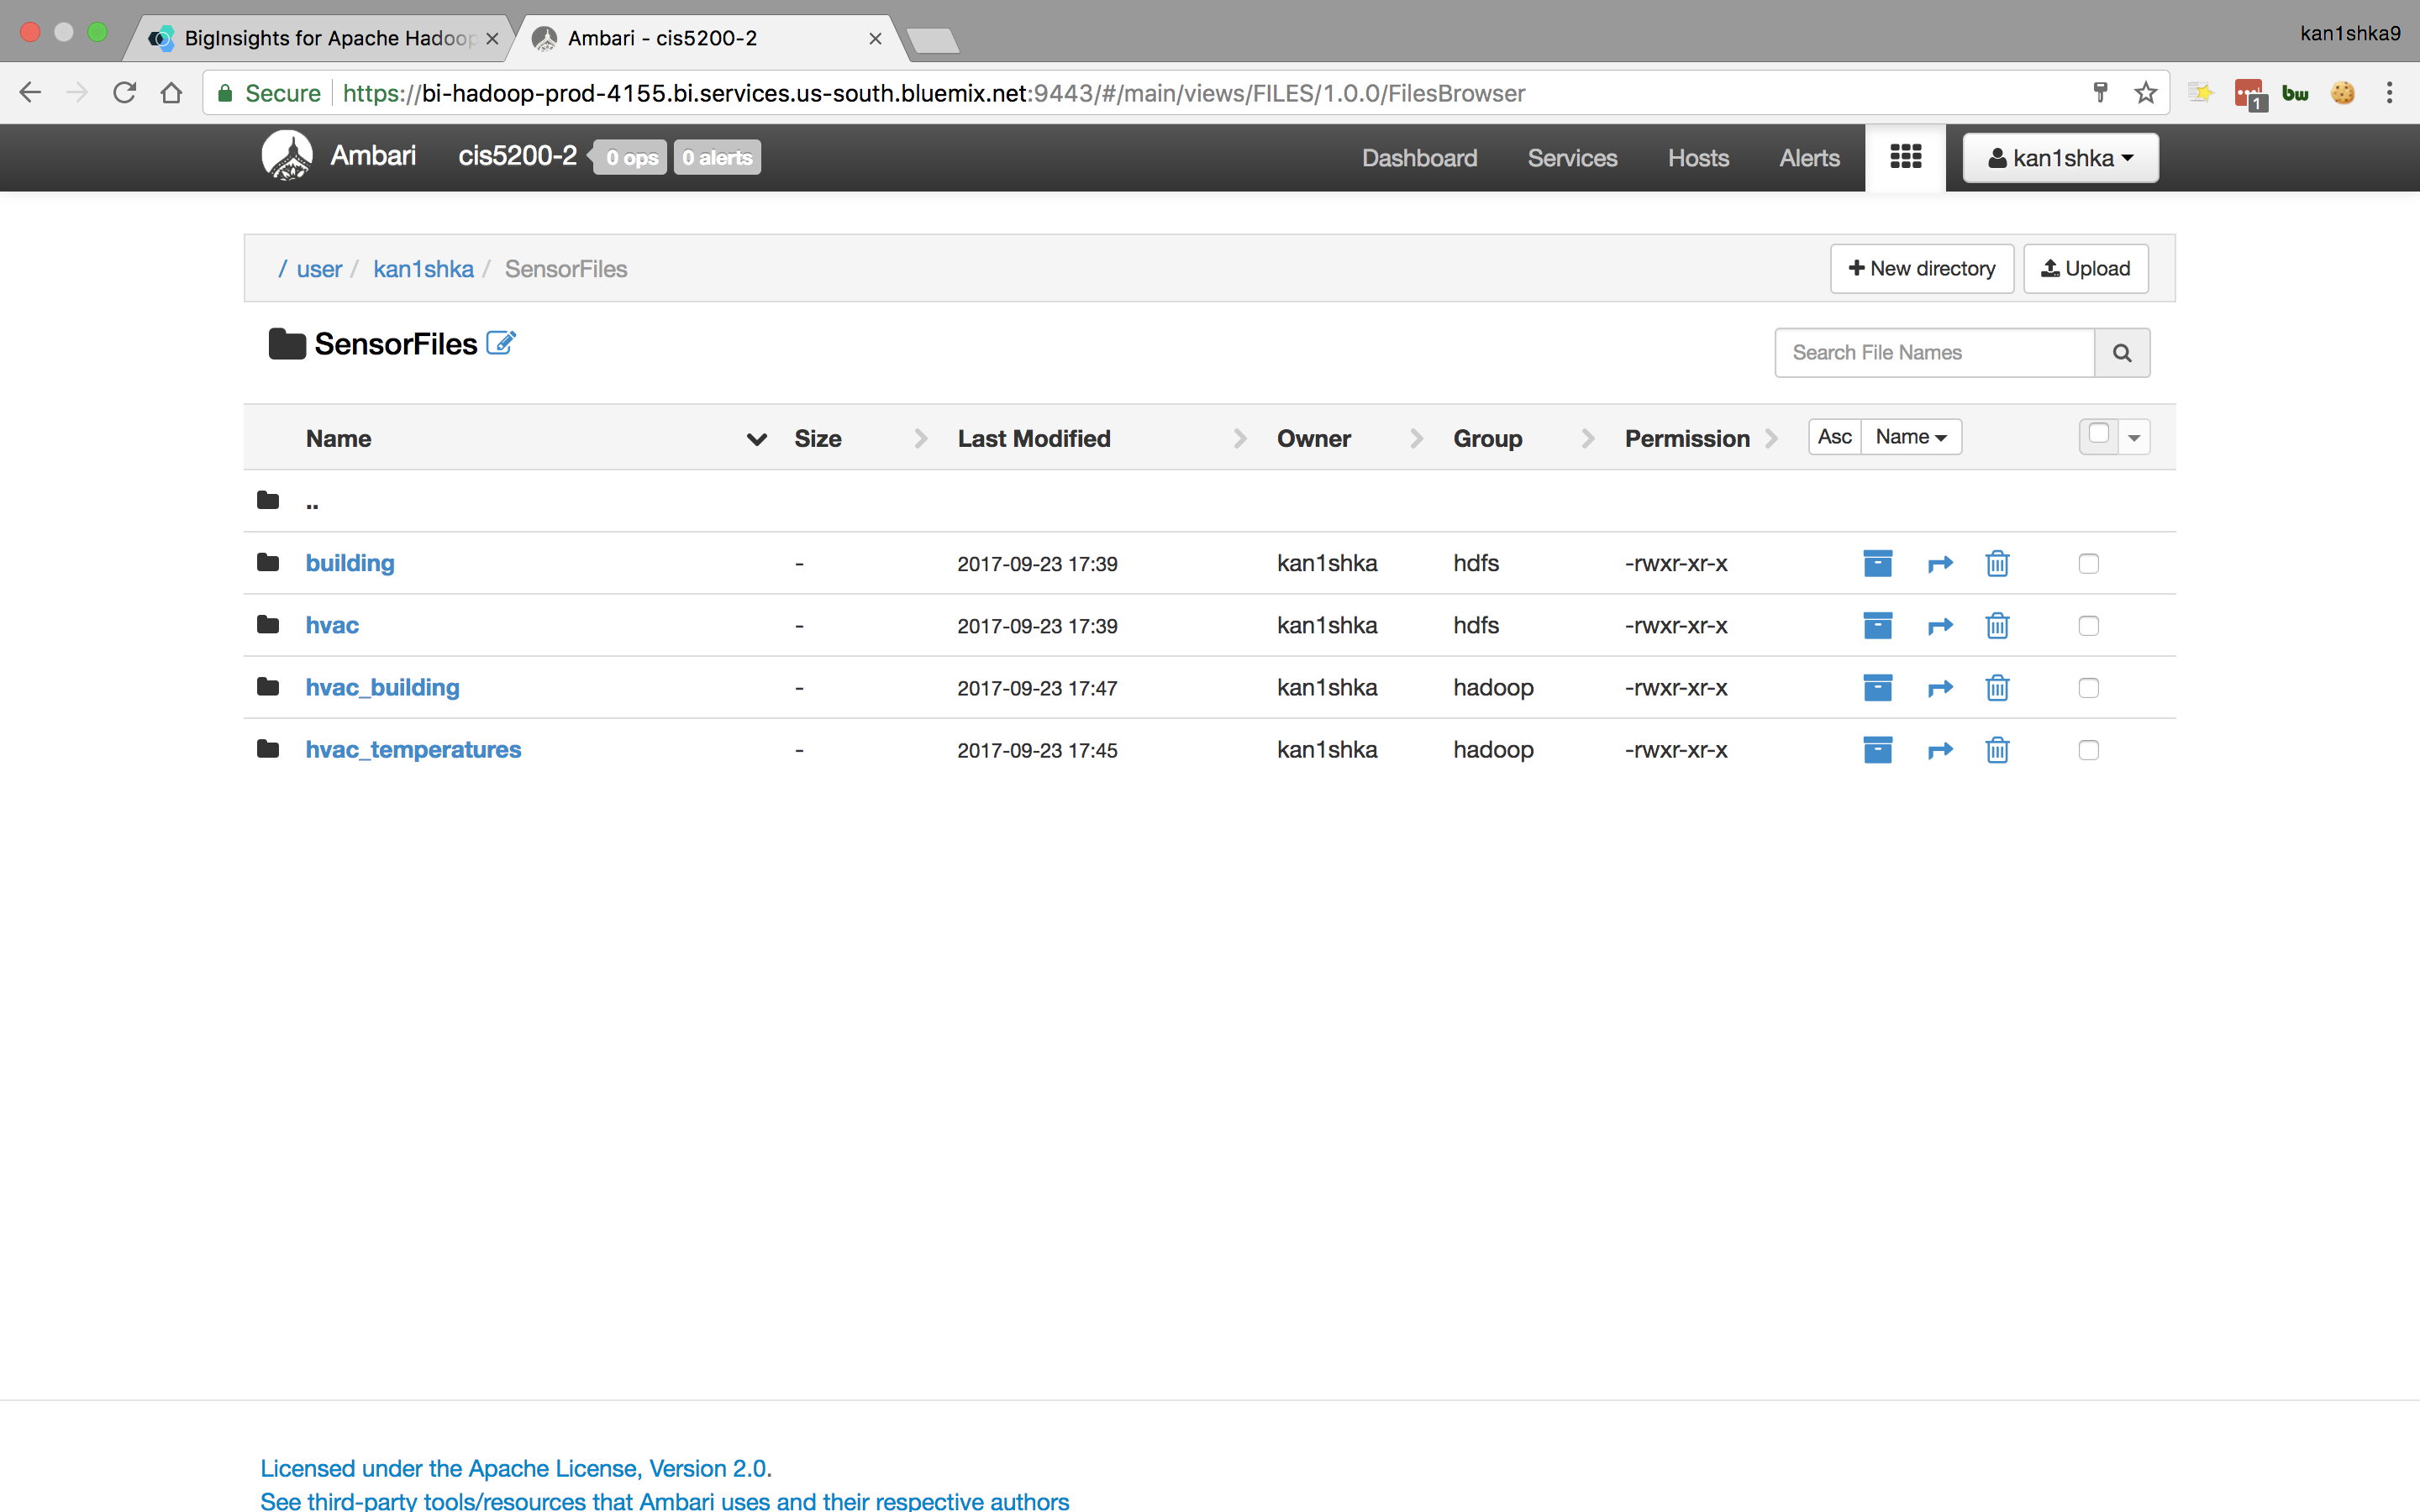 BigInsights for Apache Hadoop
Ambari - cis5200-2
kan1shka9
Secure
https://bi-hadoop-prod-4155.bi.services.us-south.bluemix.net:9443/#/main/views/FILES/1.0.0/FilesBrowser
1
bw
Ambari cis5200-2 0 ops 0 alerts Dashboard Services Hosts Alerts kan1shka
/ user / kan1shka / SensorFiles + New directory Upload
SensorFiles Search File Names
Name Size Last Modified Owner Group Permission Asc Name
..
building - 2017-09-23 17:39 kan1shka hdfs -rwxr-xr-x
hvac - 2017-09-23 17:39 kan1shka hdfs -rwxr-xr-x
hvac_building - 2017-09-23 17:47 kan1shka hadoop -rwxr-xr-x
hvac_temperatures - 2017-09-23 17:45 kan1shka hadoop -rwxr-xr-x
Licensed under the Apache License, Version 2.0.
See third-party tools/resources that Ambari uses and their respective authors